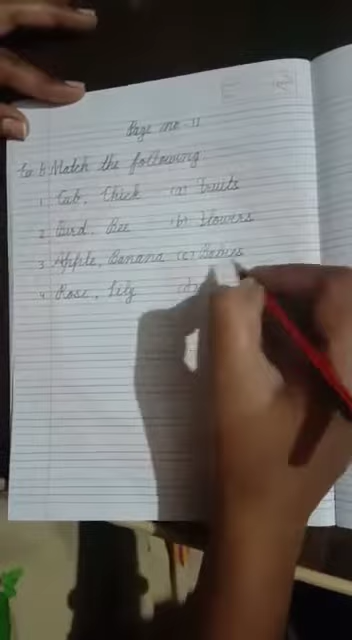 Page no - 11
Ex. b Match the following
1 Cub, Chick (a) Fruits
2 Bird, Bee (b) Flowers
3 Apple, Banana (c) Babies
4 Rose, Lily (d)